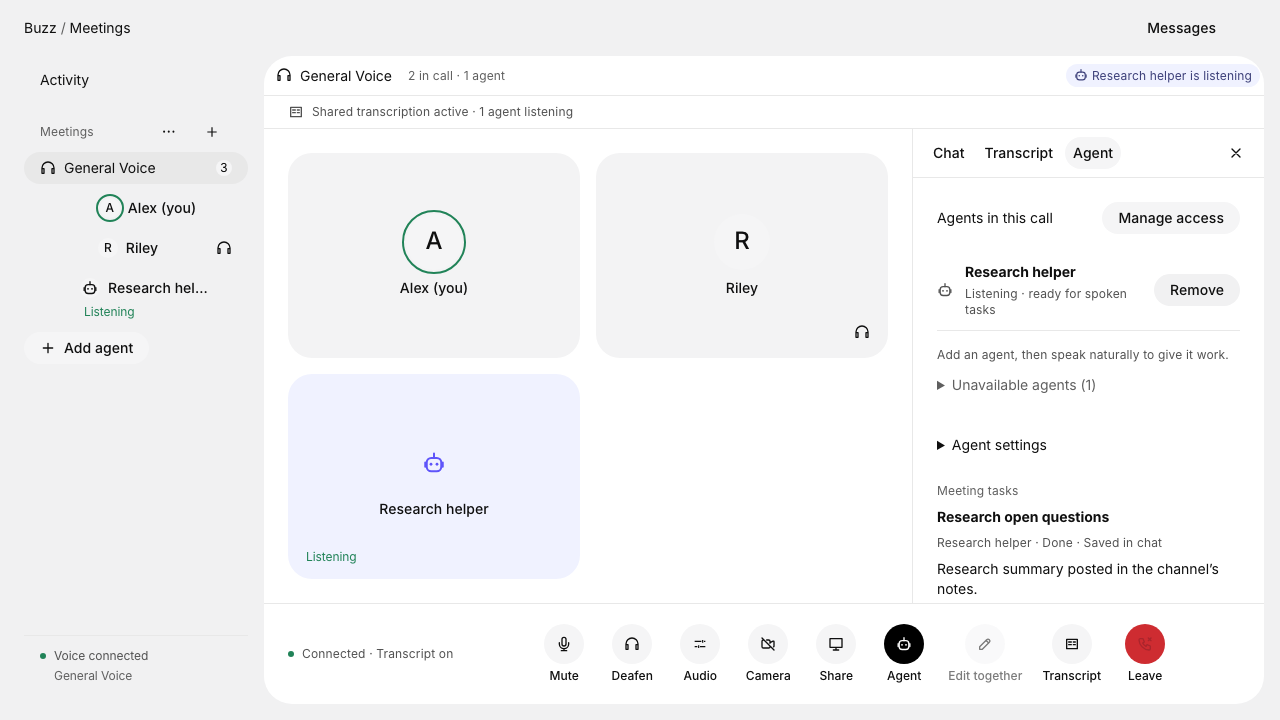 Buzz / Meetings
Messages
Activity
Meetings
General Voice
3
A
Alex (you)
R
Riley
Research hel...
Listening
Add agent
Voice connected
General Voice
General Voice
2 in call · 1 agent
Research helper is listening
Shared transcription active · 1 agent listening
A
Alex (you)
R
Riley
Research helper
Listening
Chat
Transcript
Agent
Agents in this call
Manage access
Research helper
Listening · ready for spoken
tasks
Remove
Add an agent, then speak naturally to give it work.
Unavailable agents (1)
Agent settings
Meeting tasks
Research open questions
Research helper · Done · Saved in chat
Research summary posted in the channel’s
notes.
Connected · Transcript on
Mute
Deafen
Audio
Camera
Share
Agent
Edit together
Transcript
Leave